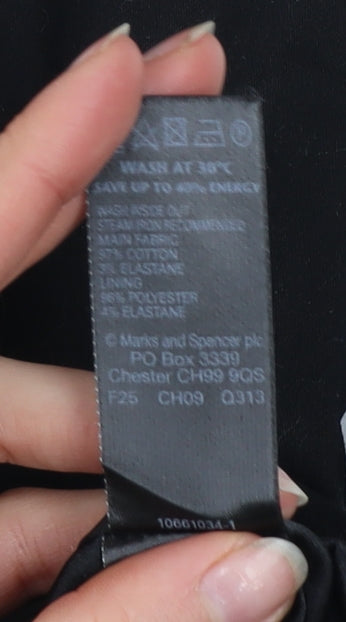 WASH AT 30°C
SAVE UP TO 40% ENERGY
WASH INSIDE OUT
STEAM IRON RECOMMENDED
MAIN FABRIC
97% COTTON
3% ELASTANE
LINING
96% POLYESTER
4% ELASTANE
© Marks and Spencer plc
PO Box 3339
Chester CH99 9QS
F25 CH09 Q313
10661034-1